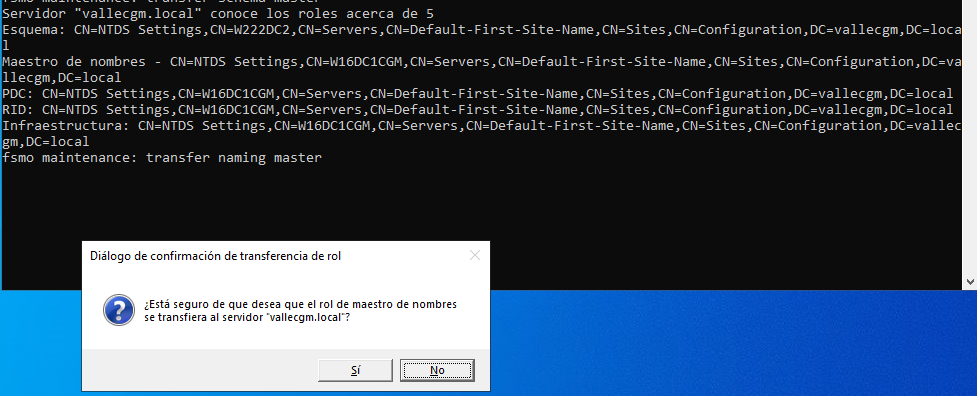 fsmo maintenance: transfer schema master
Servidor "vallecgm.local" conoce los roles acerca de 5
Esquema: CN=NTDS Settings,CN=W222DC2,CN=Servers,CN=Default-First-Site-Name,CN=Sites,CN=Configuration,DC=vallecgm,DC=loca
l
Maestro de nombres - CN=NTDS Settings,CN=W16DC1CGM,CN=Servers,CN=Default-First-Site-Name,CN=Sites,CN=Configuration,DC=va
llecgm,DC=local
PDC: CN=NTDS Settings,CN=W16DC1CGM,CN=Servers,CN=Default-First-Site-Name,CN=Sites,CN=Configuration,DC=vallecgm,DC=local
RID: CN=NTDS Settings,CN=W16DC1CGM,CN=Servers,CN=Default-First-Site-Name,CN=Sites,CN=Configuration,DC=vallecgm,DC=local
Infraestructura: CN=NTDS Settings,CN=W16DC1CGM,CN=Servers,CN=Default-First-Site-Name,CN=Sites,CN=Configuration,DC=vallec
gm,DC=local
fsmo maintenance: transfer naming master
Diálogo de confirmación de transferencia de rol
¿Está seguro de que desea que el rol de maestro de nombres
se transfiera al servidor "vallecgm.local"?
Sí
No